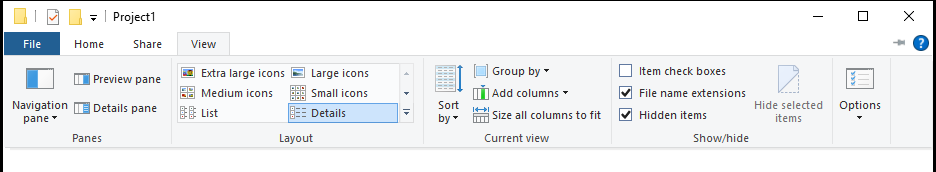 Project1
File Home Share View
Extra large icons Large icons
Preview pane Medium icons Small icons
Details pane List Details
Navigation pane
Sort by
Group by
Add columns
Size all columns to fit
Item check boxes
File name extensions
Hidden items
Hide selected items
Options
Panes Layout Current view Show/hide